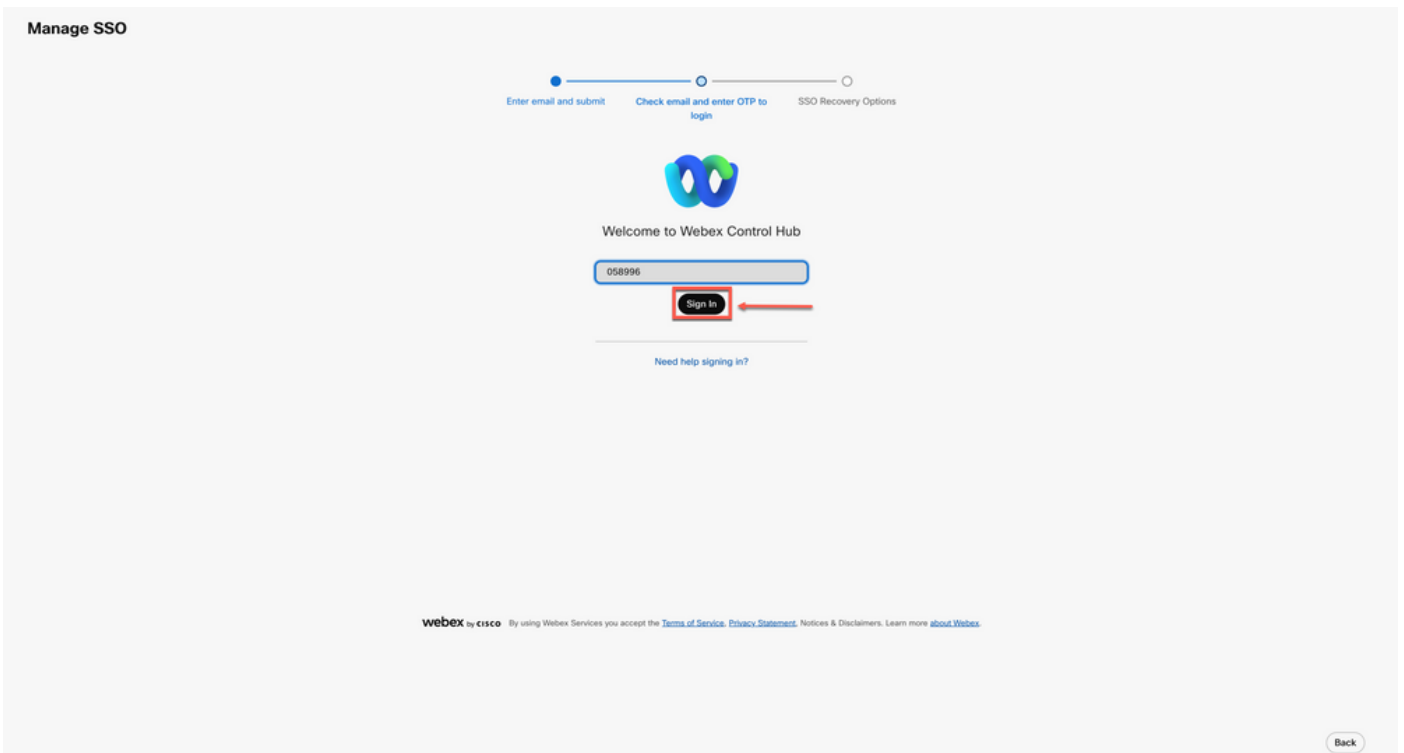 Manage SSO
Enter email and submit
Check email and enter OTP to
login
SSO Recovery Options
Welcome to Webex Control Hub
058996
Sign In
Need help signing in?
webex by CISCO By using Webex Services you accept the Terms of Service, Privacy Statement, Notices & Disclaimers. Learn more about Webex.
Back